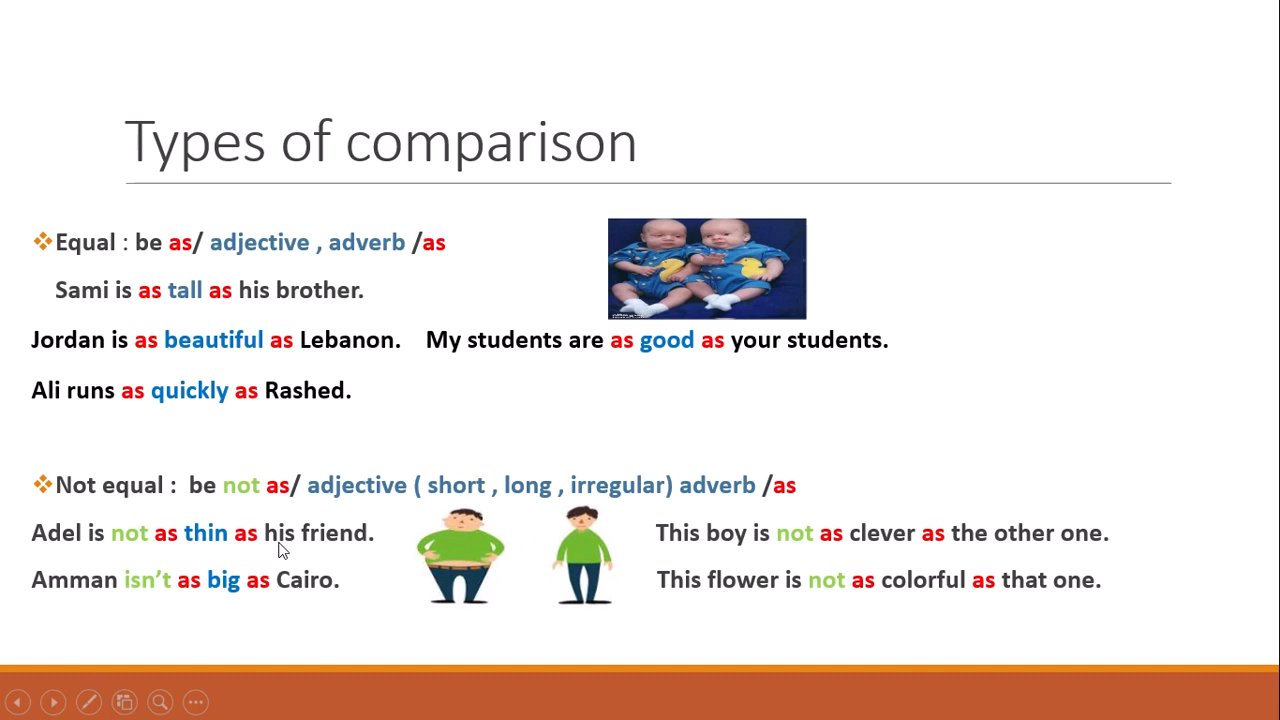 Types of comparison
Equal : be as/ adjective , adverb /as
Sami is as tall as his brother.
Jordan is as beautiful as Lebanon. My students are as good as your students.
Ali runs as quickly as Rashed.
Not equal : be not as/ adjective ( short , long , irregular) adverb /as
Adel is not as thin as his friend. This boy is not as clever as the other one.
Amman isn't as big as Cairo. This flower is not as colorful as that one.